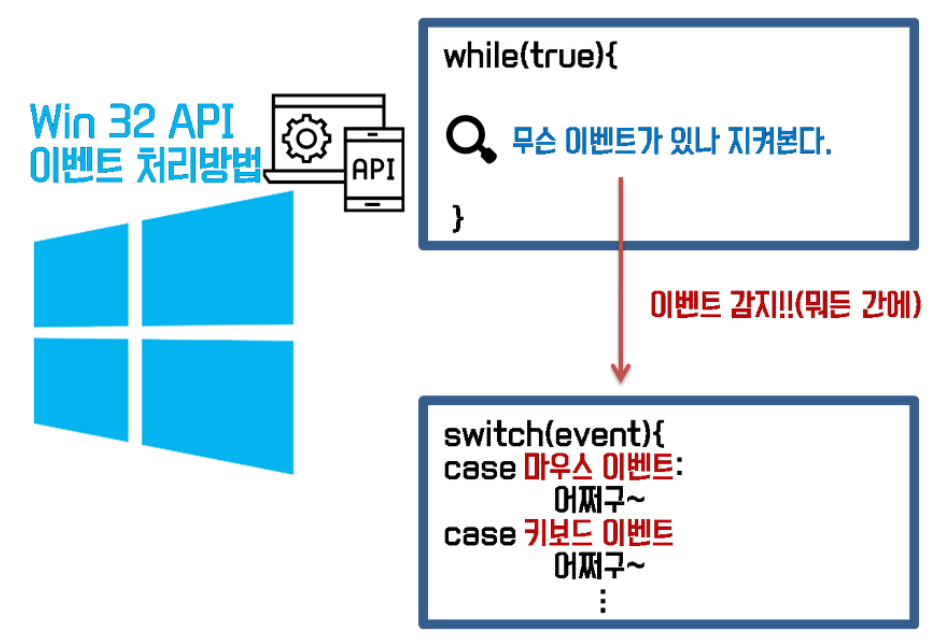 Win 32 API
이벤트 처리방법
API
while(true){
무슨 이벤트가 있나 지켜본다.
}
이벤트 감지!!(뭐든 간에)
switch(event){
case 마우스 이벤트:
어쩌구~
case 키보드 이벤트
어쩌구~
⋮